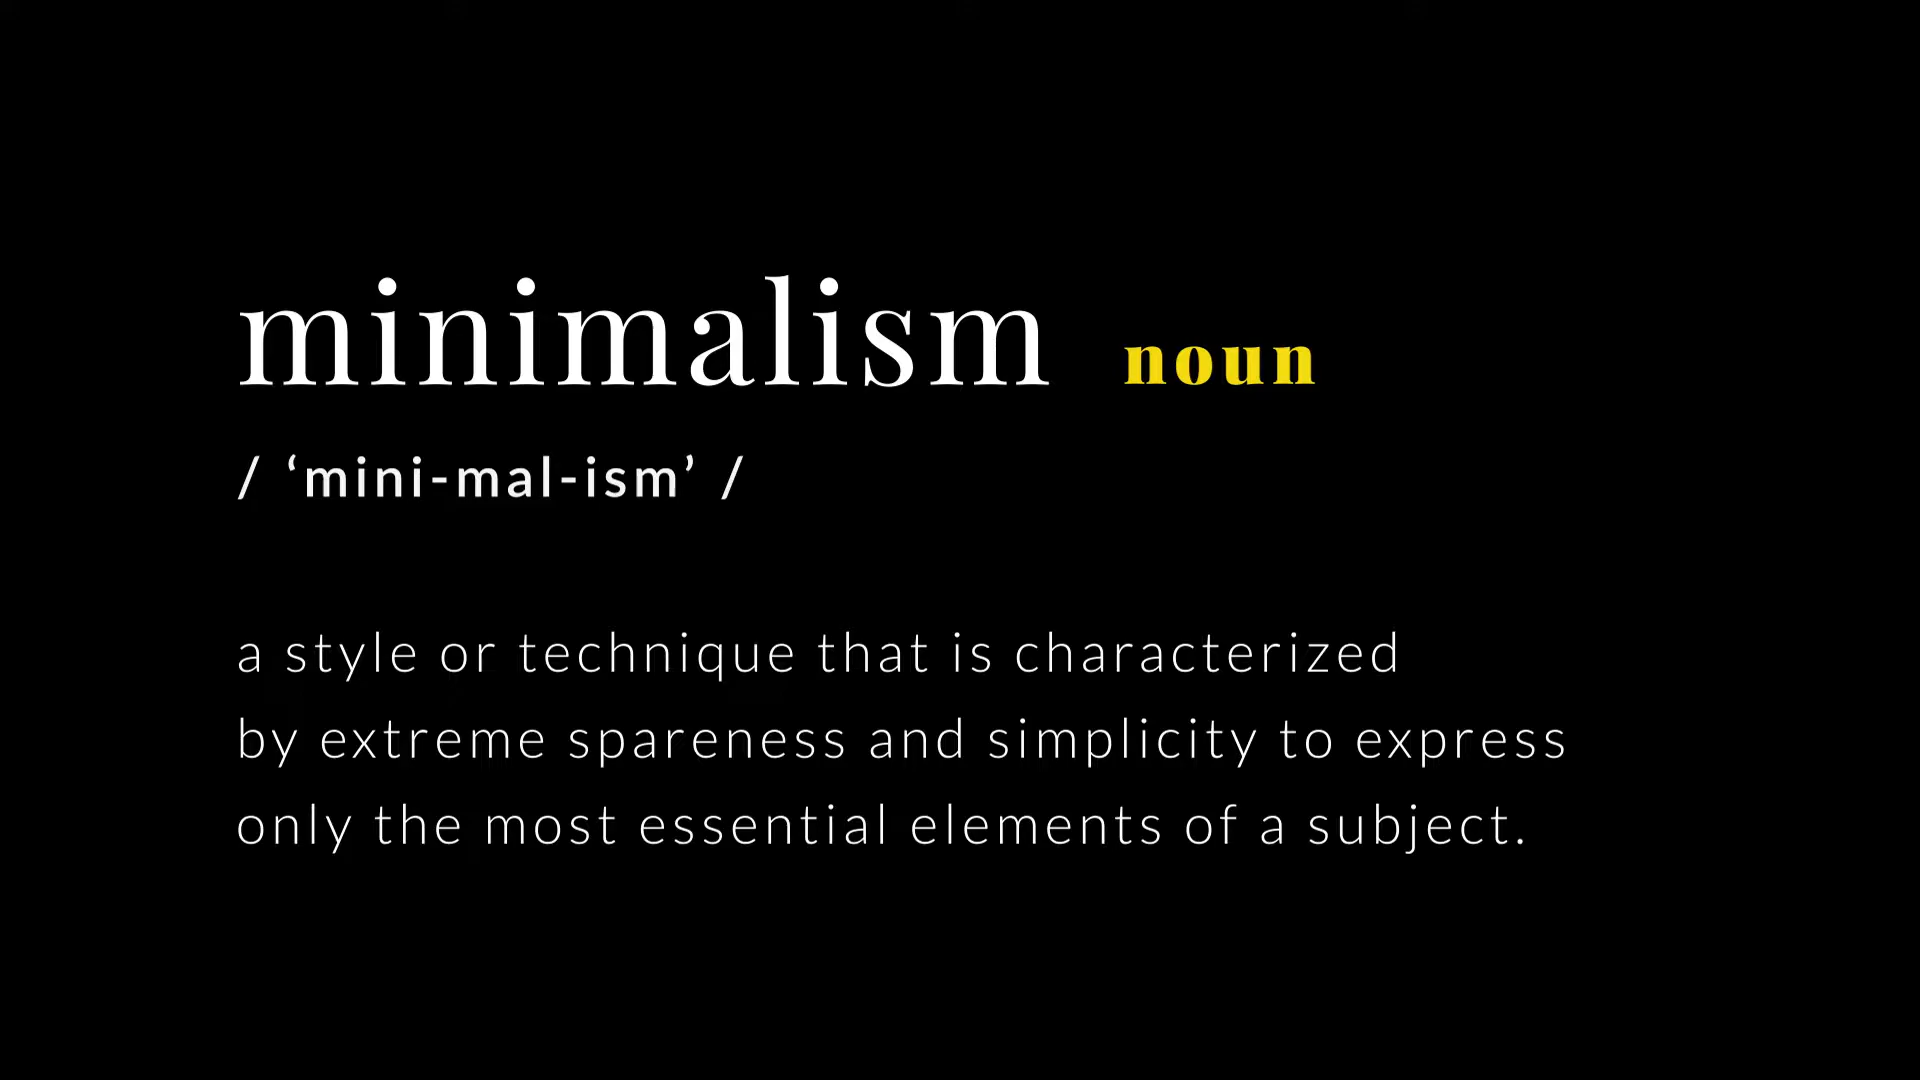 minimalism noun
/ ‘mini-mal-ism’ /
a style or technique that is characterized
by extreme spareness and simplicity to express
only the most essential elements of a subject.